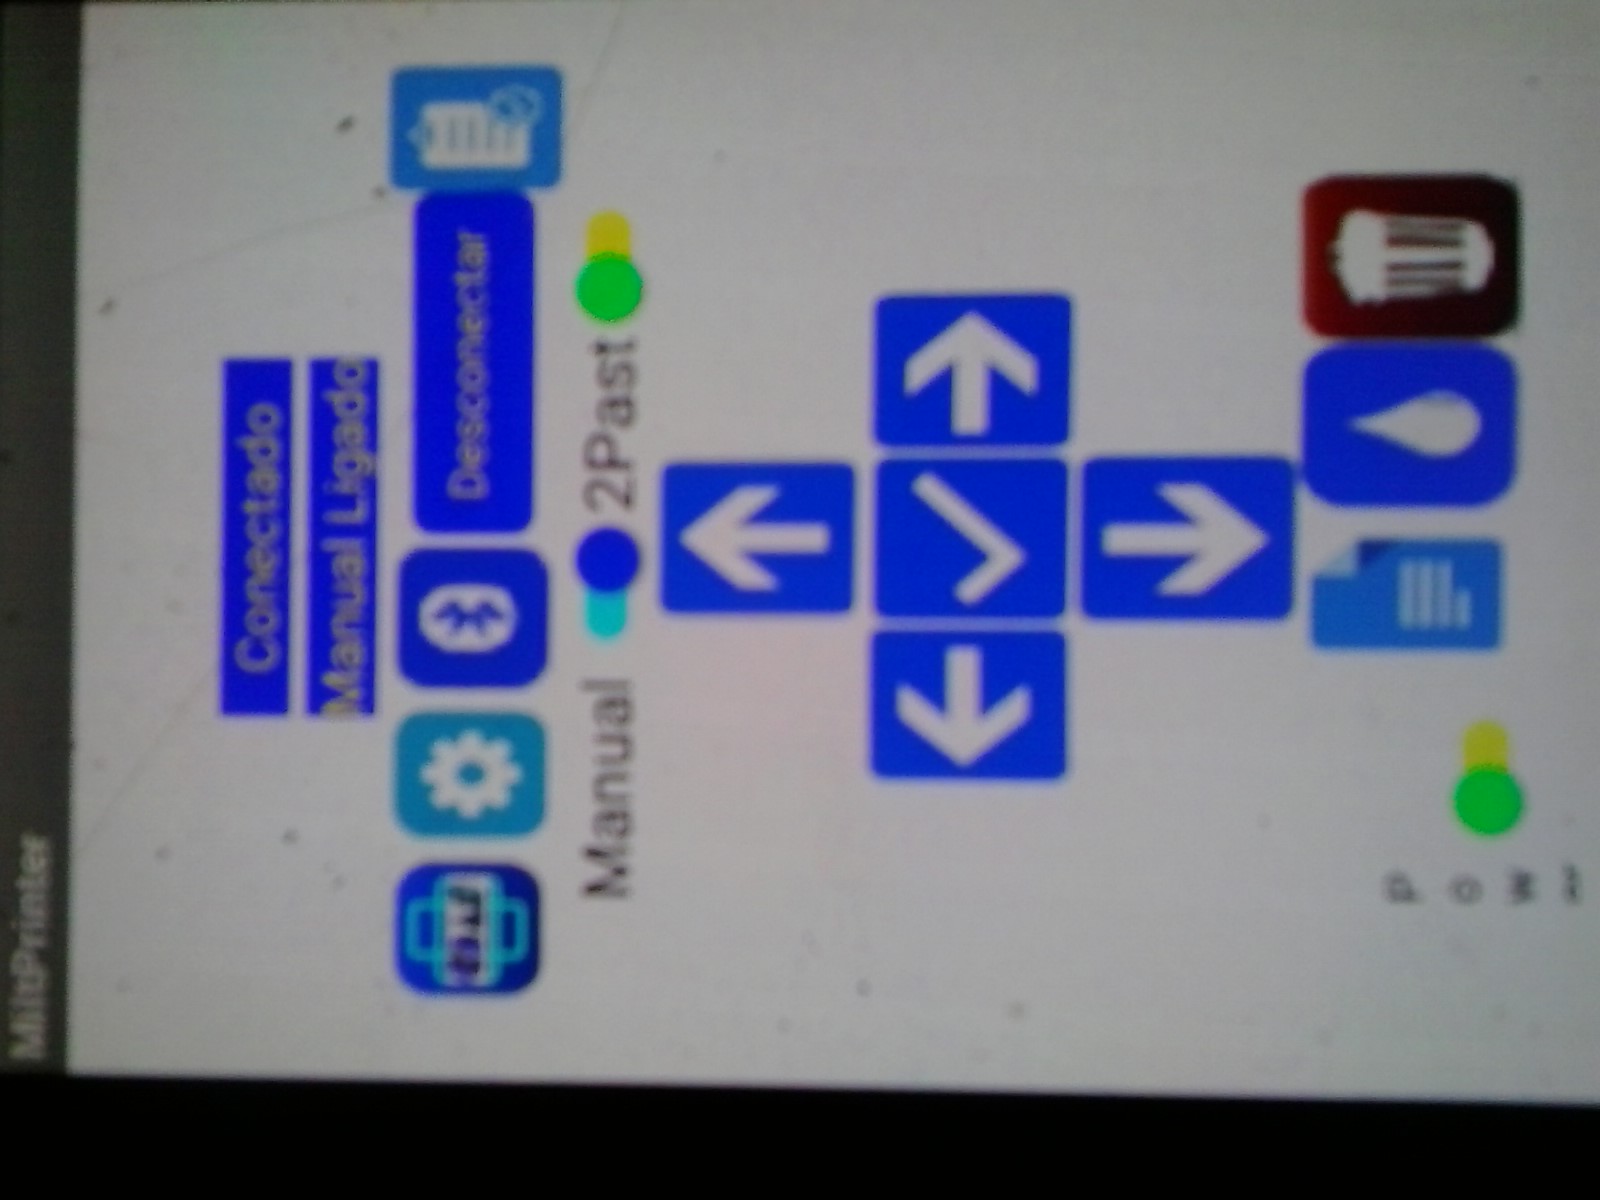 MiltPrinter
Conectado
Manual Ligado
Desconectar
Manual 2Past
P
o
w